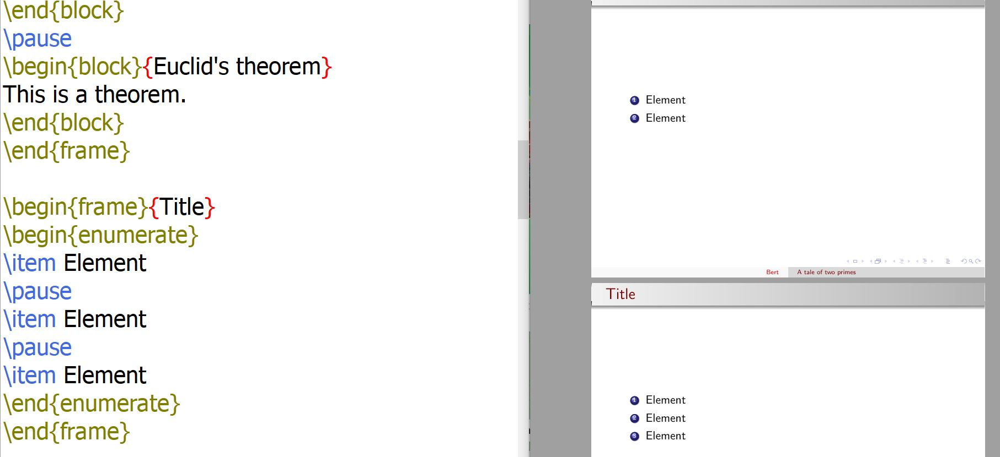 \end{block}
\pause
\begin{block}{Euclid's theorem}
This is a theorem.
\end{block}
\end{frame}
\begin{frame}{Title}
\begin{enumerate}
\item Element
\pause
\item Element
\pause
\item Element
\end{enumerate}
\end{frame}
1 Element
2 Element
Bert A tale of two primes
Title
1 Element
2 Element
3 Element